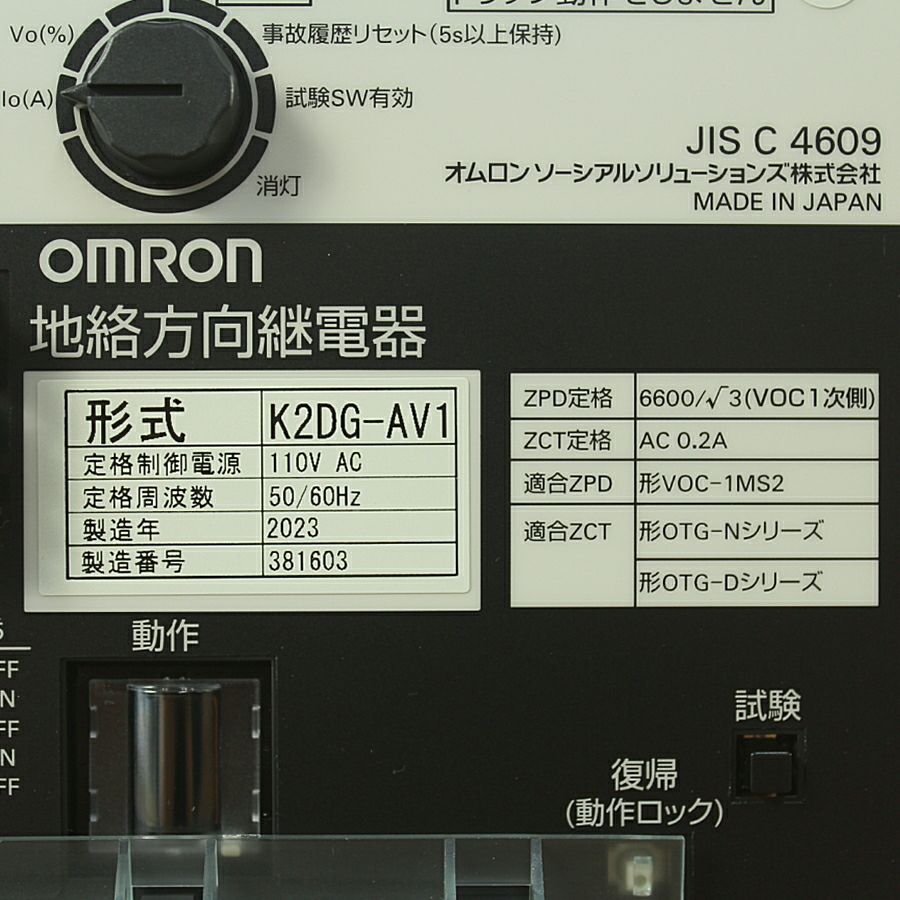 Vo(%)
事故履歴リセット(5s以上保持)
Io(A)
試験SW有効
消灯
JIS C 4609
オムロン ソーシアルソリューションズ株式会社
MADE IN JAPAN
OMRON
地絡方向継電器
形式 K2DG-AV1
定格制御電源 110V AC
定格周波数 50/60Hz
製造年 2023
製造番号 381603
ZPD定格 6600/√3(VOC1次側)
ZCT定格 AC 0.2A
適合ZPD 形VOC-1MS2
適合ZCT 形OTG-Nシリーズ
形OTG-Dシリーズ
動作
試験
復帰
(動作ロック)